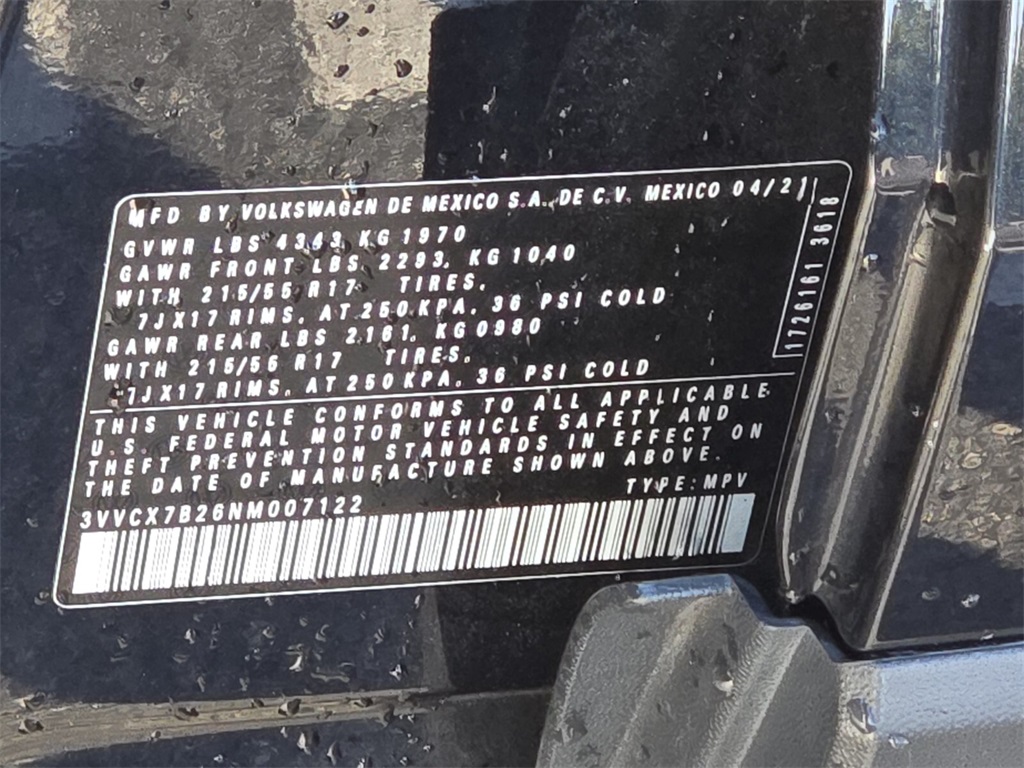 MFD BY VOLKSWAGEN DE MEXICO S.A. DE C.V. MEXICO 04/21
GVWR LBS 4343, KG 1970
GAWR FRONT LBS 2293, KG 1040
WITH 215/55 R17 TIRES,
7JX17 RIMS, AT 250 KPA, 36 PSI COLD
GAWR REAR LBS 2161, KG 0980
WITH 215/55 R17 TIRES,
7JX17 RIMS, AT 250 KPA, 36 PSI COLD
1726161 3618
THIS VEHICLE CONFORMS TO ALL APPLICABLE
U.S. FEDERAL MOTOR VEHICLE SAFETY AND
THEFT PREVENTION STANDARDS IN EFFECT ON
THE DATE OF MANUFACTURE SHOWN ABOVE.
TYPE: MPV
3VVCX7B26NM007122